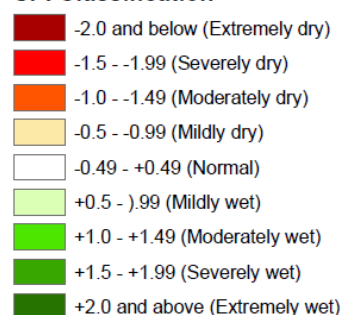 -2.0 and below (Extremely dry)
-1.5 - -1.99 (Severely dry)
-1.0 - -1.49 (Moderately dry)
-0.5 - -0.99 (Mildly dry)
-0.49 - +0.49 (Normal)
+0.5 - ).99 (Mildly wet)
+1.0 - +1.49 (Moderately wet)
+1.5 - +1.99 (Severely wet)
+2.0 and above (Extremely wet)